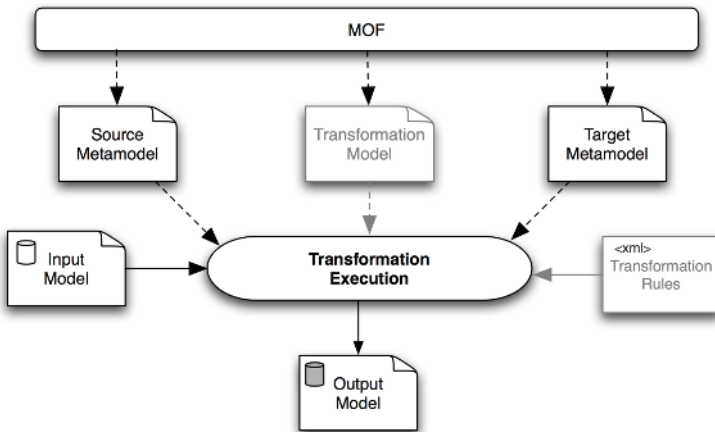 MOF
Source
Metamodel
Transformation
Model
Target
Metamodel
Input
Model
Transformation
Execution
<xml>
Transformation
Rules
Output
Model